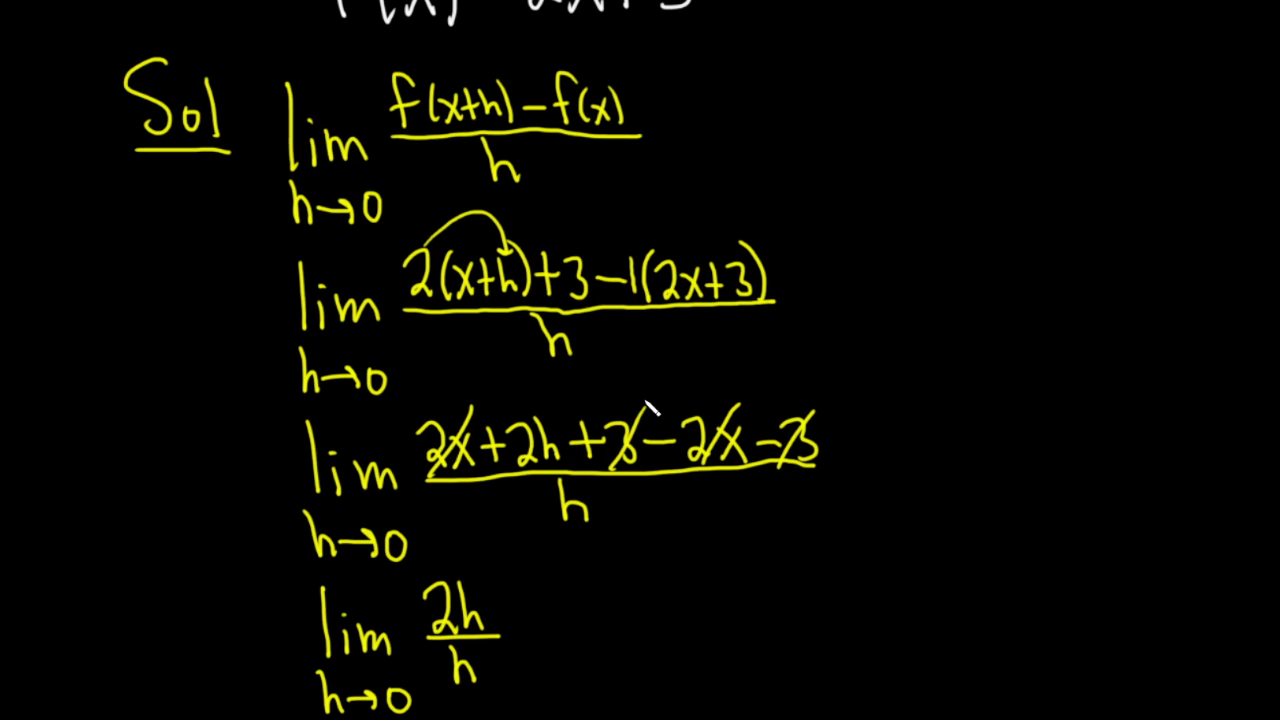 Sol lim h→0 f(x+h) − f(x) / h
lim h→0 2(x+h) + 3 − 1(2x+3) / h
lim h→0 2x + 2h + 3 − 2x − 3 / h
lim h→0 2h / h